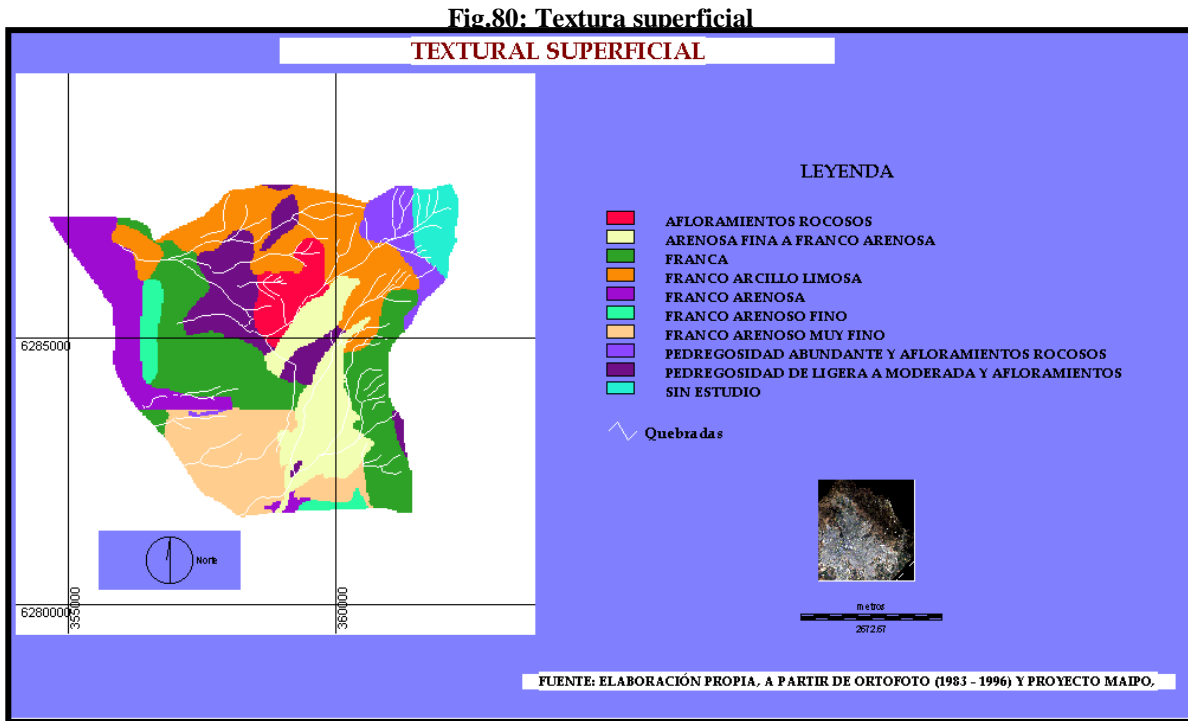 Fig.80: Textura superficial
TEXTURAL SUPERFICIAL
LEYENDA
AFLORAMIENTOS ROCOSOS
ARENOSA FINA A FRANCO ARENOSA
FRANCA
FRANCO ARCILLO LIMOSA
FRANCO ARENOSA
FRANCO ARENOSO FINO
FRANCO ARENOSO MUY FINO
PEDREGOSIDAD ABUNDANTE Y AFLORAMIENTOS ROCOSOS
PEDREGOSIDAD DE LIGERA A MODERADA Y AFLORAMIENTOS
SIN ESTUDIO
Quebradas
6285000
Norte
6280000
355000
360000
metros
2672.67
FUENTE: ELABORACIÓN PROPIA, A PARTIR DE ORTOFOTO (1983 - 1996) Y PROYECTO MAIPO,